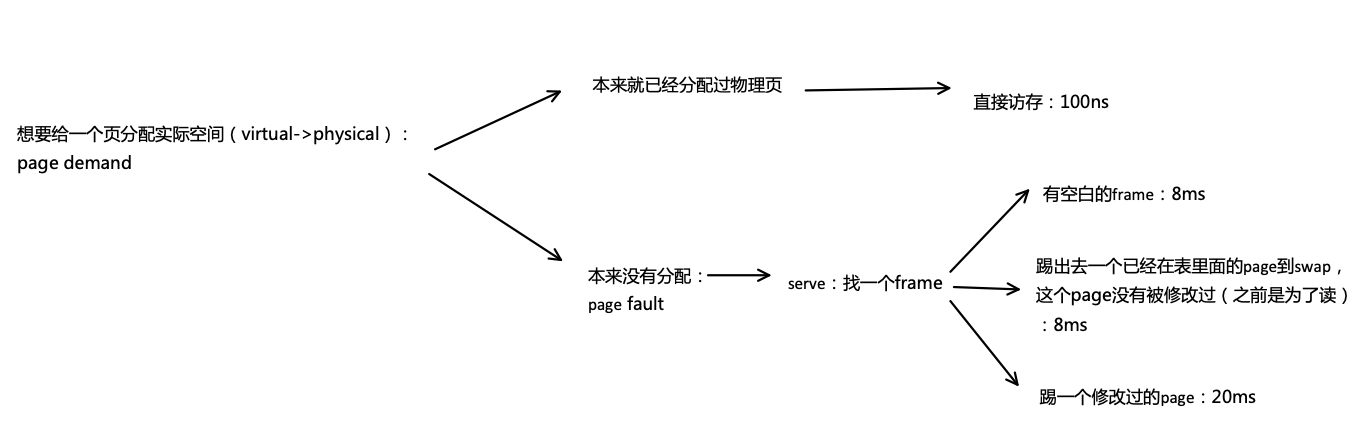 本来就已经分配过物理页
直接访存：100ns
想要给一个页分配实际空间（virtual->physical）：
page demand
有空白的frame：8ms
本来没有分配：
page fault
serve：找一个frame
踢出去一个已经在表里面的page到swap，
这个page没有被修改过（之前是为了读）
：8ms
踢一个修改过的page：20ms